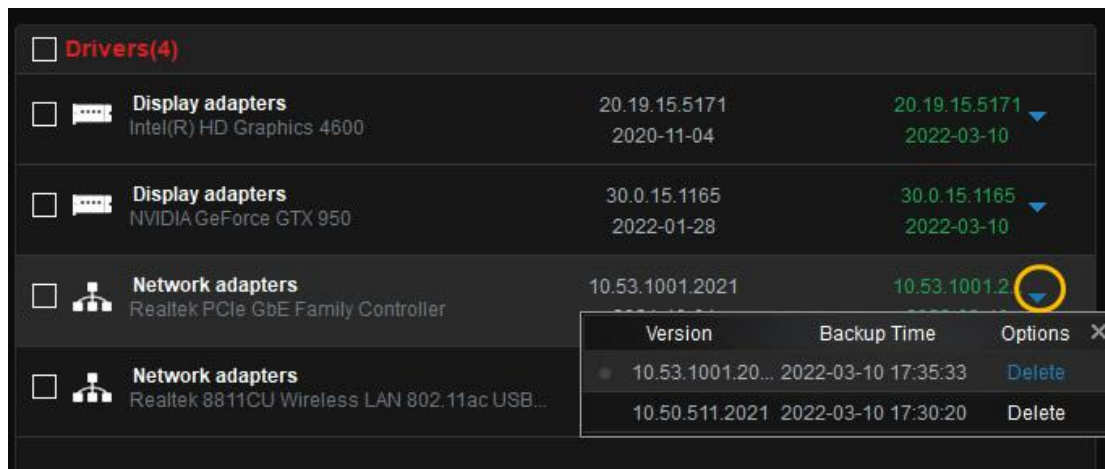 Drivers(4)
Display adapters
Intel(R) HD Graphics 4600
20.19.15.5171
2020-11-04
20.19.15.5171
2022-03-10
Display adapters
NVIDIA GeForce GTX 950
30.0.15.1165
2022-01-28
30.0.15.1165
2022-03-10
Network adapters
Realtek PCIe GbE Family Controller
10.53.1001.2021
10.53.1001.2.
Version Backup Time Options
10.53.1001.20... 2022-03-10 17:35:33 Delete
10.50.511.2021 2022-03-10 17:30:20 Delete
Network adapters
Realtek 8811CU Wireless LAN 802.11ac USB...